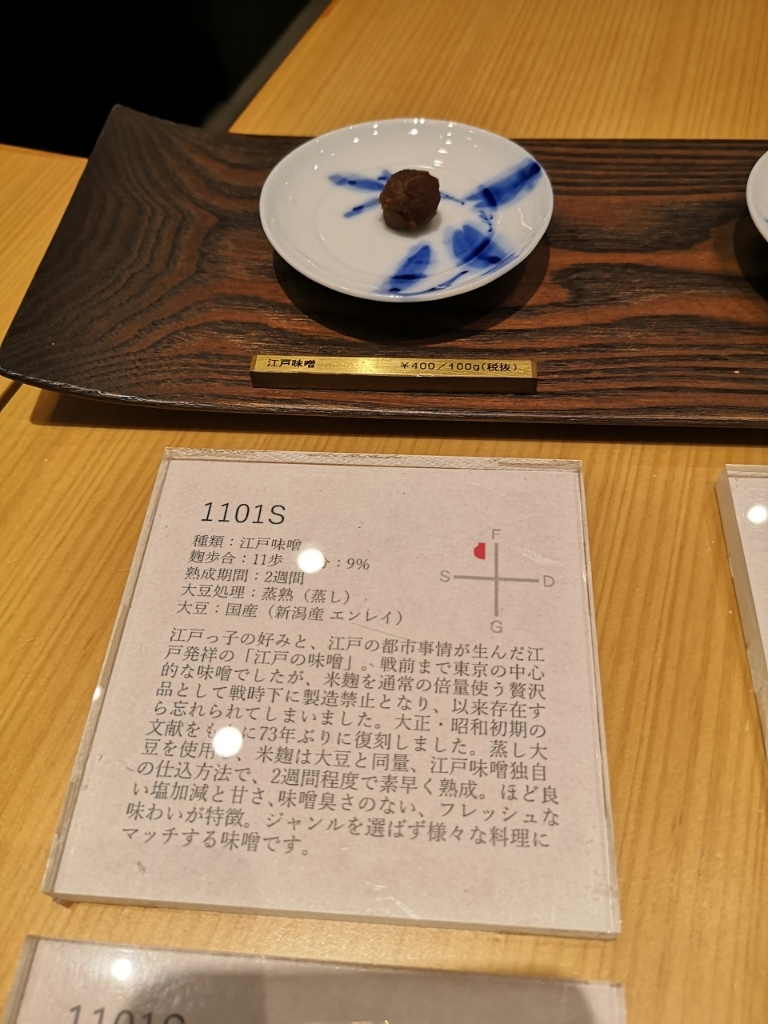 江戸味噌 ¥400/100g(税抜)
1101S
種類:江戸味噌
麹歩合:11歩 :9%
熟成期間:2週間
大豆処理:蒸熟(蒸し)
大豆:国産(新潟産 エンレイ)
F
S D
G
江戸っ子の好みと、江戸の都市事情が生んだ江
戸発祥の「江戸の味噌」。戦前まで東京の中心
的な味噌でしたが、米麹を通常の倍量使う贅沢
品として戦時下に製造禁止となり、以来存在す
ら忘れられてしまいました。大正・昭和初期の
文献をもとに73年ぶりに復刻しました。蒸し大
豆を使用し、米麹は大豆と同量、江戸味噌独自
の仕込方法で、2週間程度で素早く熟成。ほど良
い塩加減と甘さ、味噌臭さのない、フレッシュな
味わいが特徴。ジャンルを選ばず様々な料理に
マッチする味噌です。
1101S